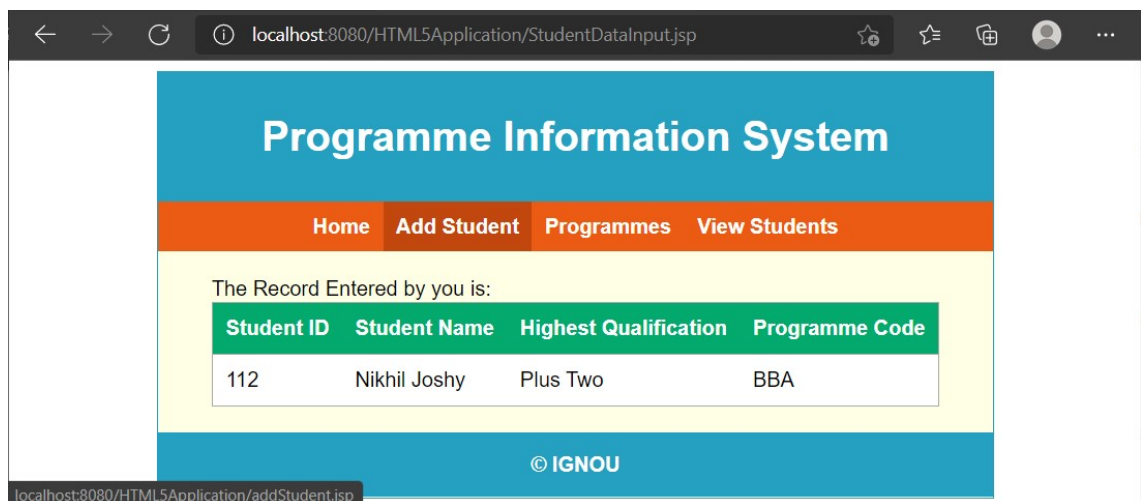 localhost:8080/HTML5Application/StudentDataInput.jsp
Programme Information System
Home Add Student Programmes View Students
The Record Entered by you is:
Student ID Student Name Highest Qualification Programme Code
112 Nikhil Joshy Plus Two BBA
© IGNOU
localhost:8080/HTML5Application/addStudent.jsp